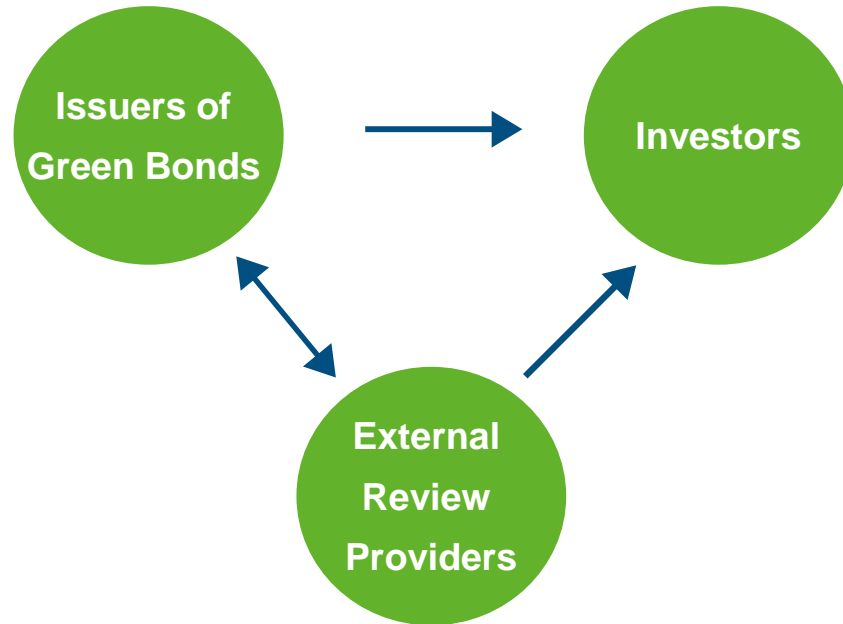 Issuers of
Green Bonds
Investors
External
Review
Providers